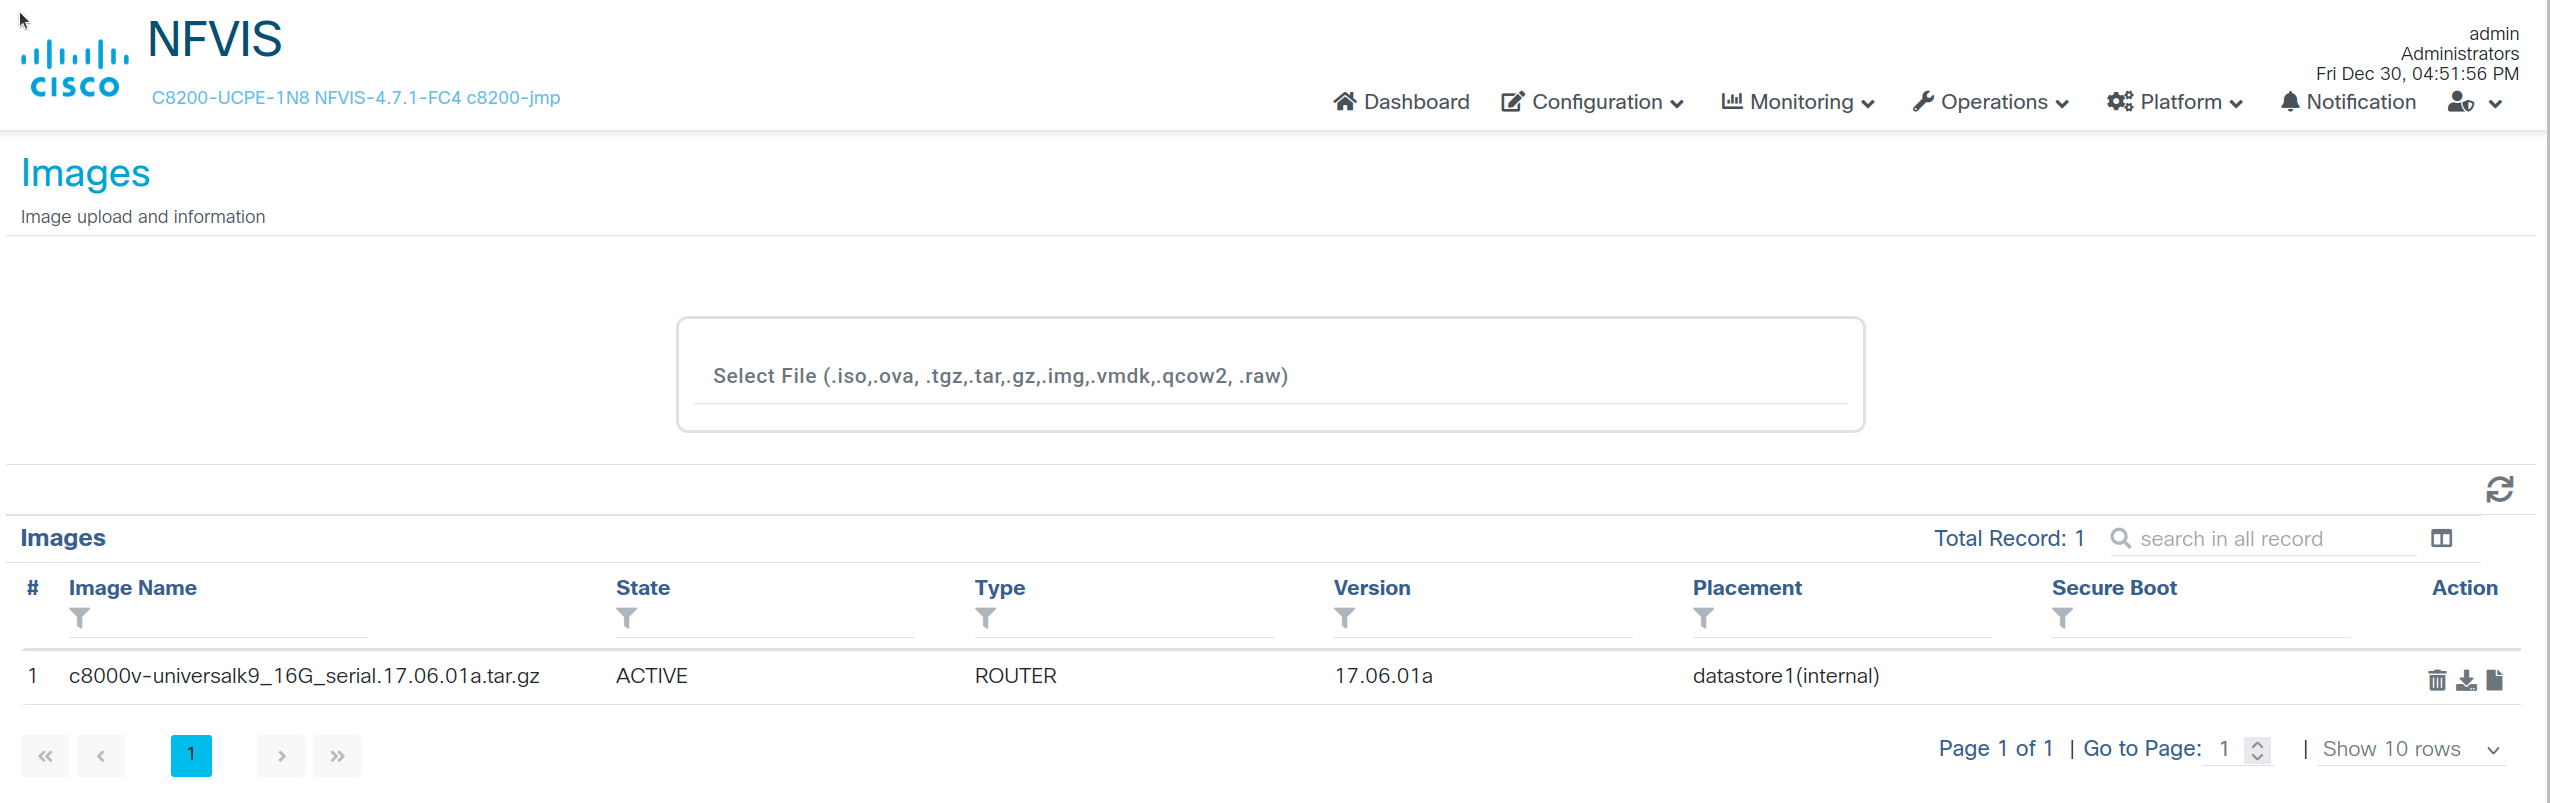 NFVIS
admin
Administrators
Fri Dec 30, 04:51:56 PM
CISCO
C8200-UCPE-1N8 NFVIS-4.7.1-FC4 c8200-jmp
Dashboard Configuration Monitoring Operations Platform Notification
Images
Image upload and information
Select File (.iso,.ova, .tgz,.tar,.gz,.img,.vmdk,.qcow2, .raw)
Images Total Record: 1 search in all record
# Image Name State Type Version Placement Secure Boot Action
1 c8000v-universalk9_16G_serial.17.06.01a.tar.gz ACTIVE ROUTER 17.06.01a datastore1(internal)
« ‹ 1 › » Page 1 of 1 | Go to Page: 1 | Show 10 rows